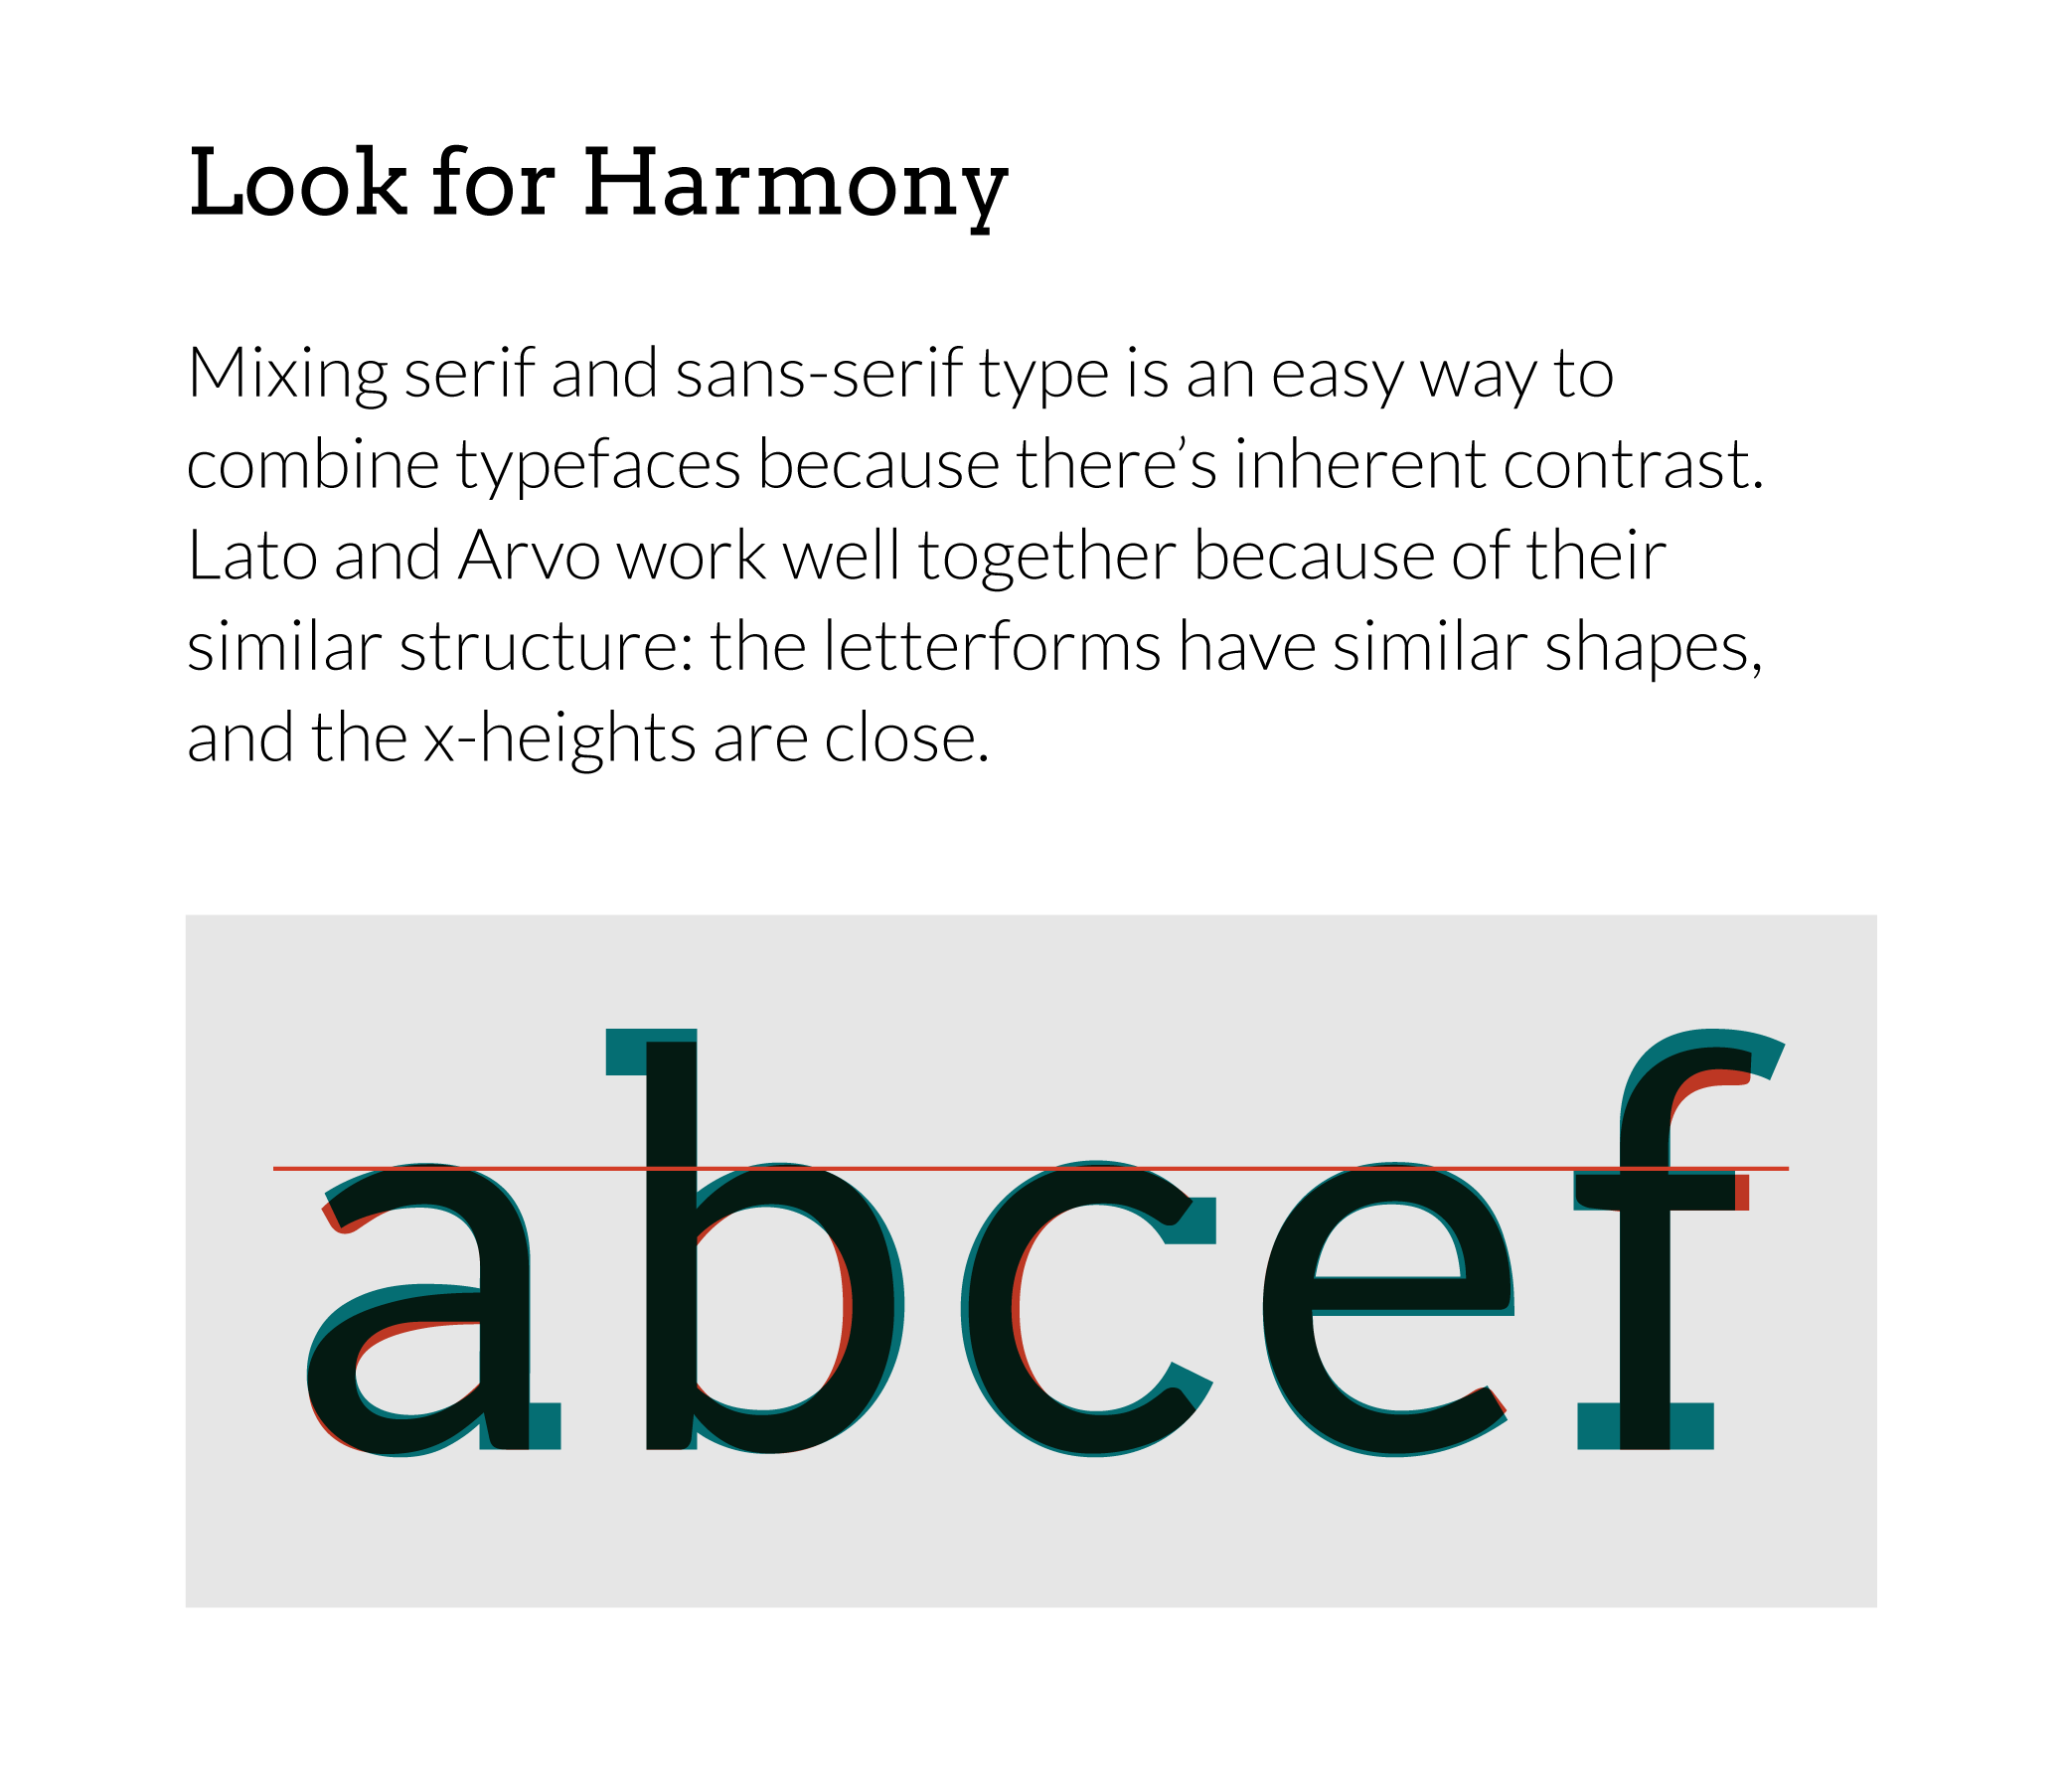 Look for Harmony
Mixing serif and sans-serif type is an easy way to
combine typefaces because there’s inherent contrast.
Lato and Arvo work well together because of their
similar structure: the letterforms have similar shapes,
and the x-heights are close.
abcef